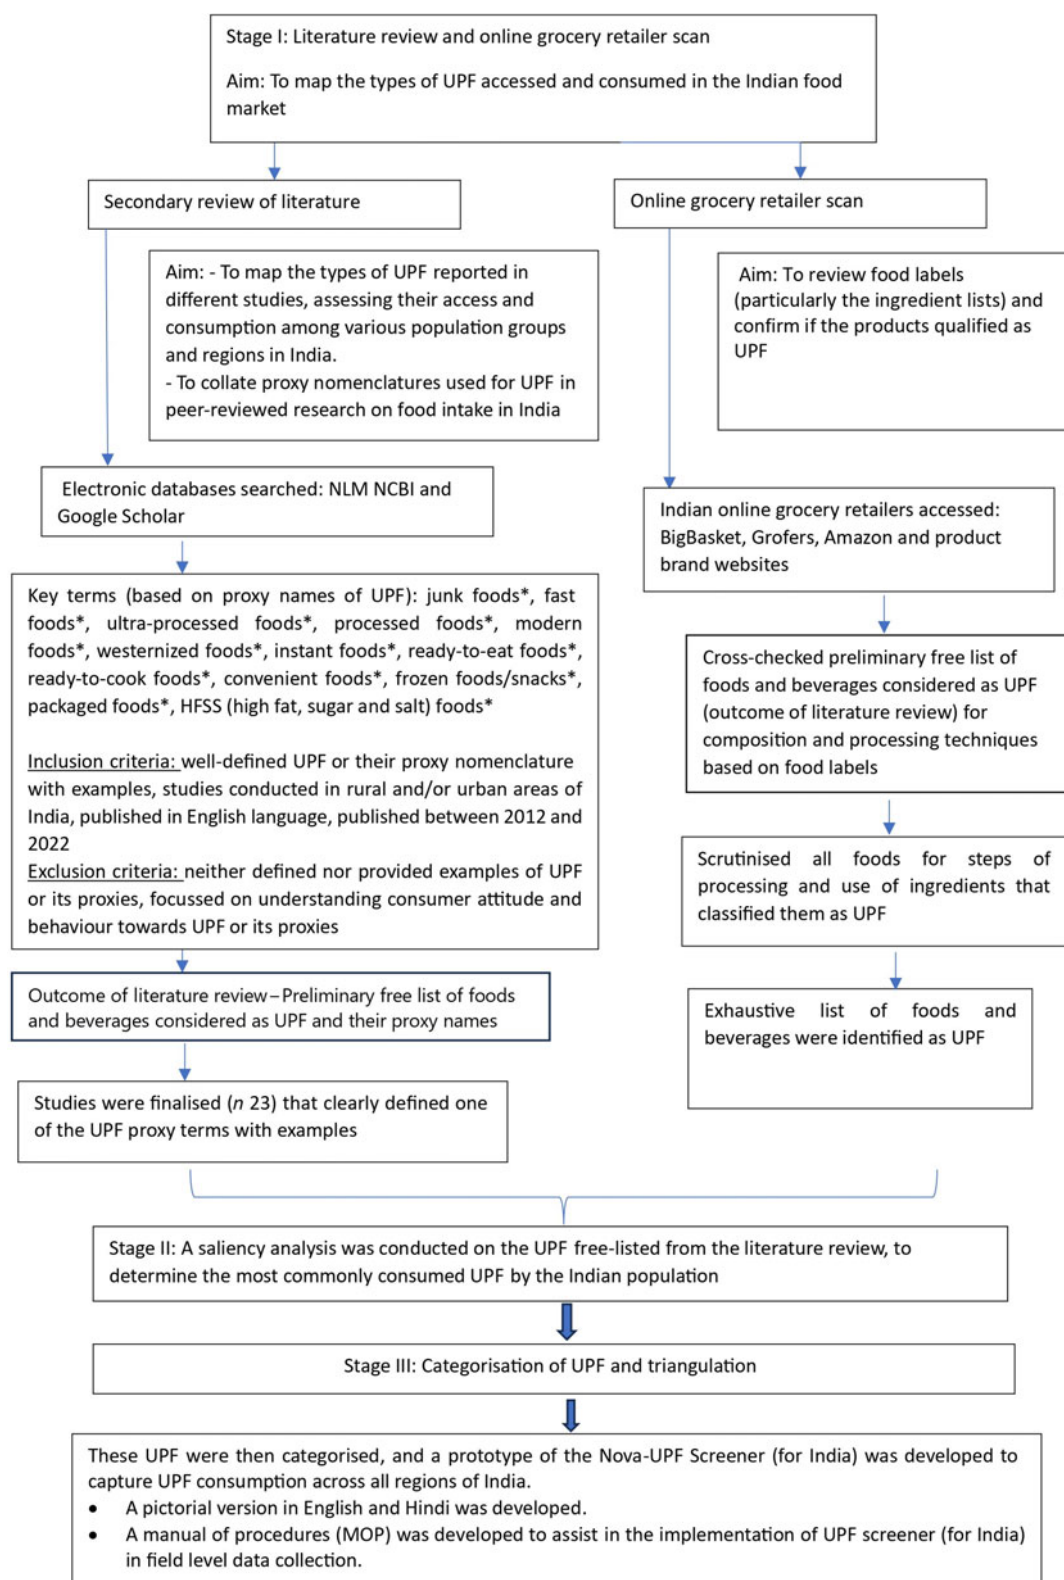 Stage I: Literature review and online grocery retailer scan
Aim: To map the types of UPF accessed and consumed in the Indian food
market
Secondary review of literature
Online grocery retailer scan
Aim: - To map the types of UPF reported in
different studies, assessing their access and
consumption among various population groups
and regions in India.
- To collate proxy nomenclatures used for UPF in
peer-reviewed research on food intake in India
Aim: To review food labels
(particularly the ingredient lists) and
confirm if the products qualified as
UPF
Electronic databases searched: NLM NCBI and
Google Scholar
Indian online grocery retailers accessed:
BigBasket, Grofers, Amazon and product
brand websites
Key terms (based on proxy names of UPF): junk foods*, fast
foods*, ultra-processed foods*, processed foods*, modern
foods*, westernized foods*, instant foods*, ready-to-eat foods*,
ready-to-cook foods*, convenient foods*, frozen foods/snacks*,
packaged foods*, HFSS (high fat, sugar and salt) foods*
Inclusion criteria: well-defined UPF or their proxy nomenclature
with examples, studies conducted in rural and/or urban areas of
India, published in English language, published between 2012 and
2022
Exclusion criteria: neither defined nor provided examples of UPF
or its proxies, focussed on understanding consumer attitude and
behaviour towards UPF or its proxies
Cross-checked preliminary free list of
foods and beverages considered as UPF
(outcome of literature review) for
composition and processing techniques
based on food labels
Scrutinised all foods for steps of
processing and use of ingredients that
classified them as UPF
Outcome of literature review – Preliminary free list of foods
and beverages considered as UPF and their proxy names
Exhaustive list of foods and
beverages were identified as UPF
Studies were finalised (n 23) that clearly defined one
of the UPF proxy terms with examples
Stage II: A saliency analysis was conducted on the UPF free-listed from the literature review, to
determine the most commonly consumed UPF by the Indian population
Stage III: Categorisation of UPF and triangulation
These UPF were then categorised, and a prototype of the Nova-UPF Screener (for India) was developed to
capture UPF consumption across all regions of India.
• A pictorial version in English and Hindi was developed.
• A manual of procedures (MOP) was developed to assist in the implementation of UPF screener (for India)
in field level data collection.